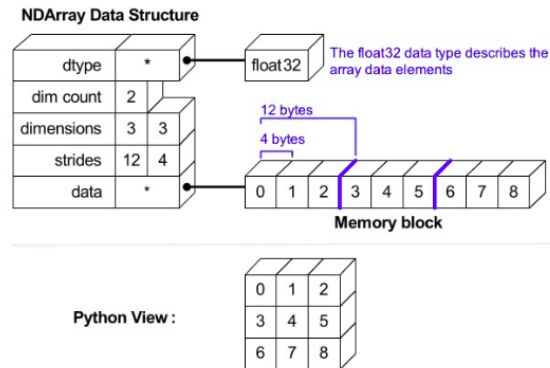 NDArray Data Structure
dtype *
float32
The float32 data type describes the
array data elements
dim count 2
dimensions 3 3
strides 12 4
data *
12 bytes
4 bytes
0 1 2 3 4 5 6 7 8
Memory block
Python View :
0 1 2
3 4 5
6 7 8